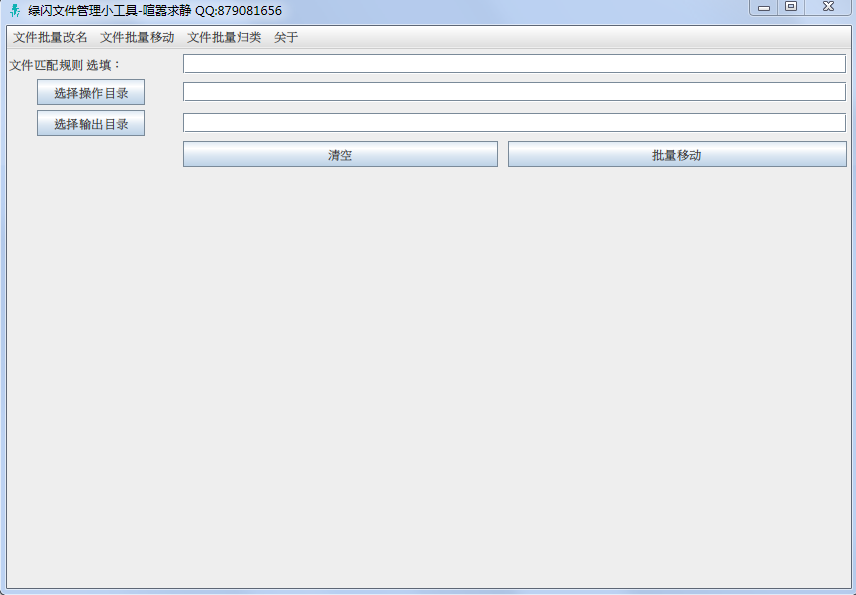 绿闪文件管理小工具-喧嚣求静 QQ:879081656
文件批量改名 文件批量移动 文件批量归类 关于
文件匹配规则 选填：
选择操作目录
选择输出目录
清空 批量移动